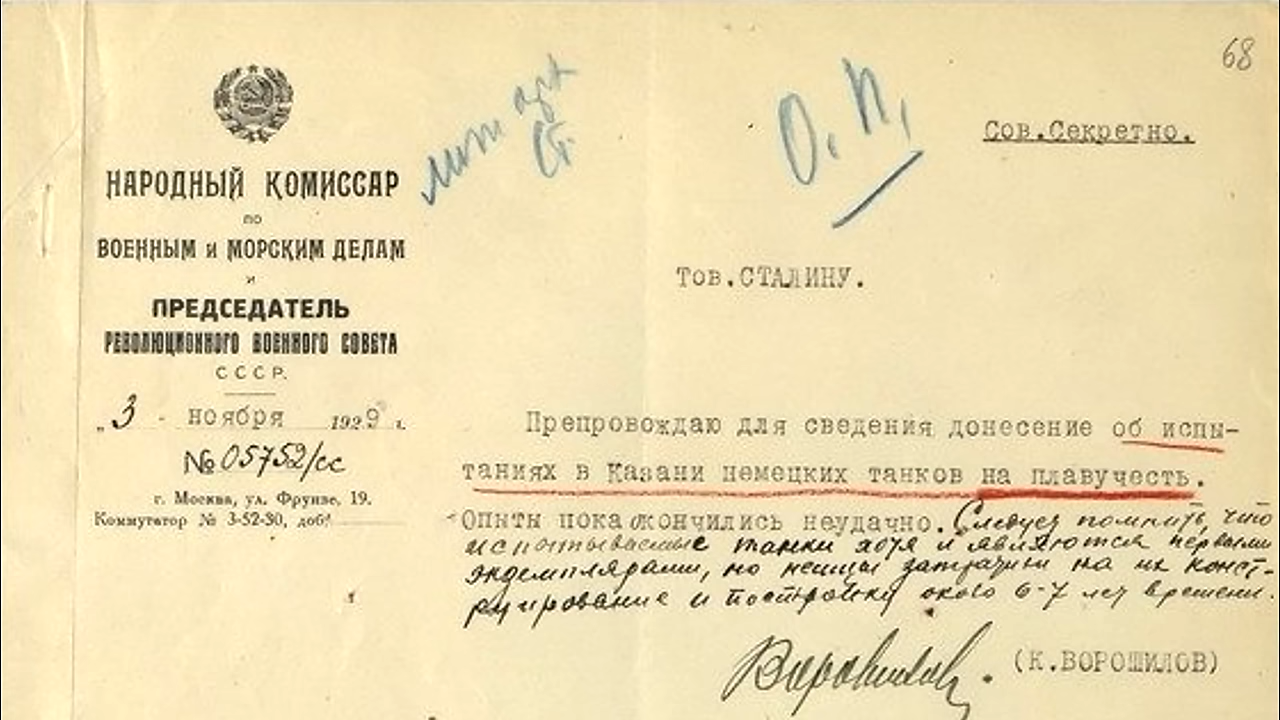 68
О. П.
Сов.Секретно.
НАРОДНЫЙ КОМИССАР
по
ВОЕННЫМ и МОРСКИМ ДЕЛАМ
и
ПРЕДСЕДАТЕЛЬ
РЕВОЛЮЦИОННОГО ВОЕННОГО СОВЕТА
СССР.
„3 - ноября 1929 г.
№ 05752/сс
г. Москва, ул. Фрунзе, 19.
Коммутатор № 3-52-30, доб.
Тов.СТАЛИНУ.
Препровождаю для сведения донесение об испы-
таниях в Казани немецких танков на плавучесть.
Опыты пока окончились неудачно. Следует помнить, что
испытываемые танки хотя и являются первыми
экземплярами, но немцы затратили на их конст-
руирование и постройку около 6-7 лет времени.
Ворошилов. (К.ВОРОШИЛОВ)